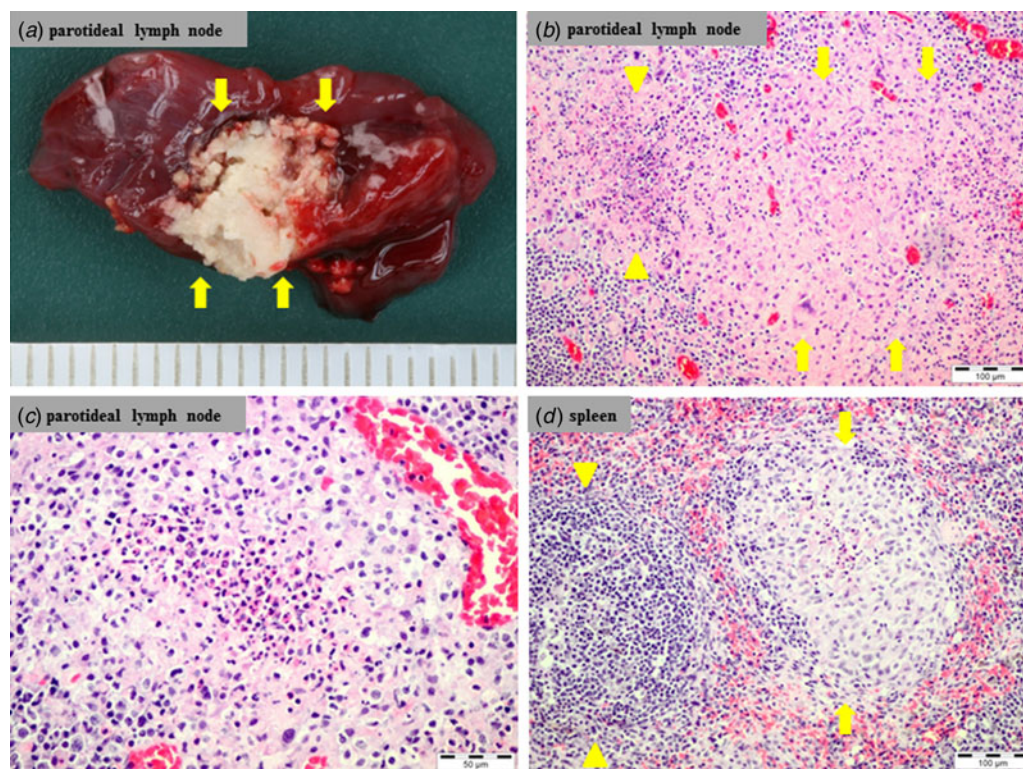 (a) parotideal lymph node
(b) parotideal lymph node
100 µm
(c) parotideal lymph node
50 µm
(d) spleen
100 µm